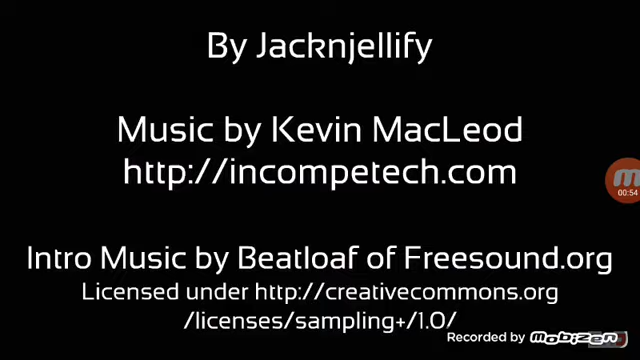 By Jacknjellify
Music by Kevin MacLeod
http://incompetech.com
00:54
Intro Music by Beatloaf of Freesound.org
Licensed under http://creativecommons.org
/licenses/sampling+/1.0/
Recorded by mobizen